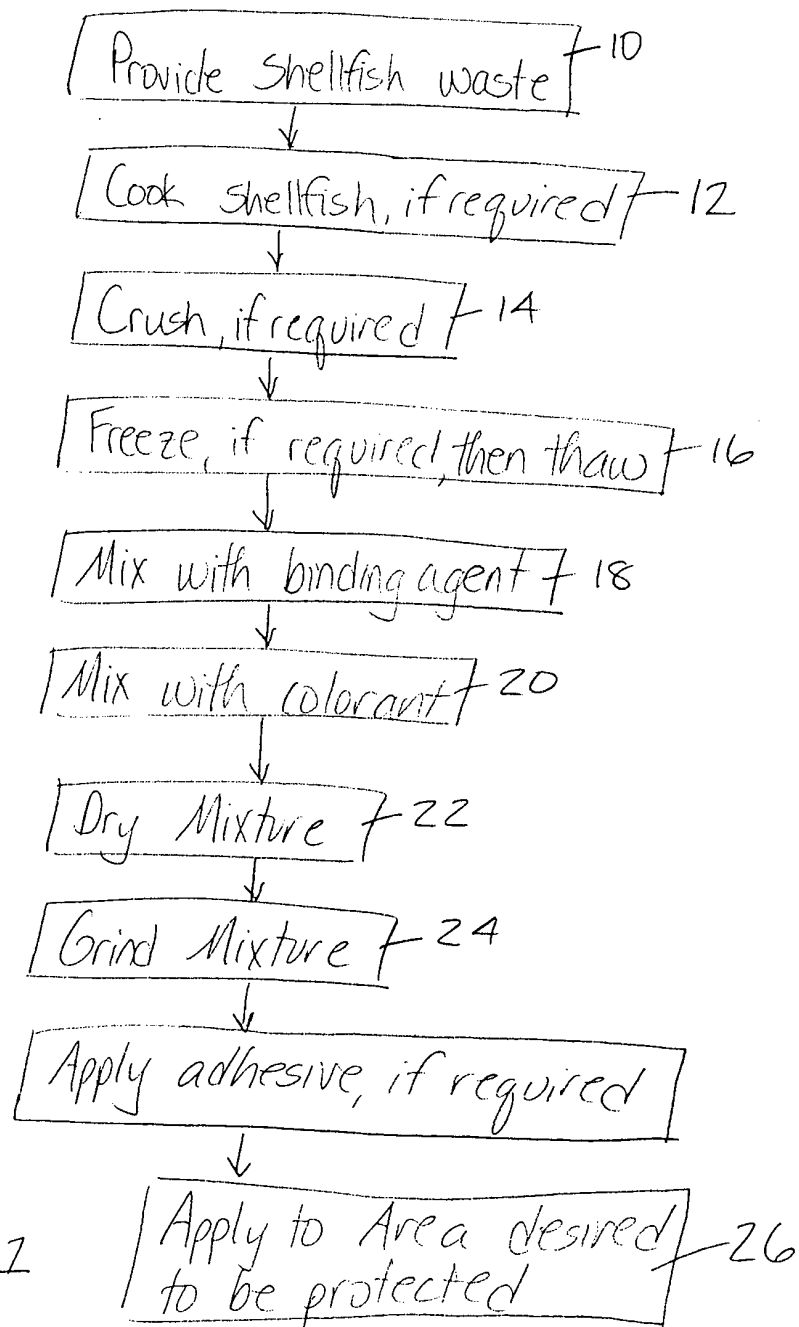 Provide shellfish waste 10
Cook shellfish, if required 12
Crush, if required 14
Freeze, if required, then thaw 16
Mix with binding agent 18
Mix with colorant 20
Dry Mixture 22
Grind Mixture 24
Apply adhesive, if required
Apply to Area desired 26
to be protected
1